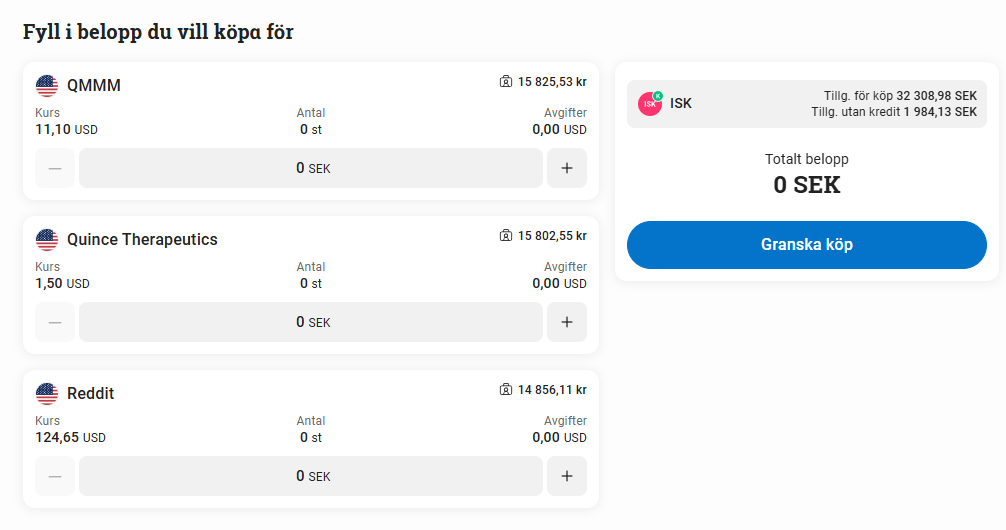 Fyll i belopp du vill köpa för
QMMM
15 825,53 kr
Kurs
Antal
Avgifter
11,10 USD
0 st
0,00 USD
—
0 SEK
+
Quince Therapeutics
15 802,55 kr
Kurs
Antal
Avgifter
1,50 USD
0 st
0,00 USD
—
0 SEK
+
Reddit
14 856,11 kr
Kurs
Antal
Avgifter
124,65 USD
0 st
0,00 USD
—
0 SEK
+
ISK
K
ISK
Tillg. för köp 32 308,98 SEK
Tillg. utan kredit 1 984,13 SEK
Totalt belopp
0 SEK
Granska köp